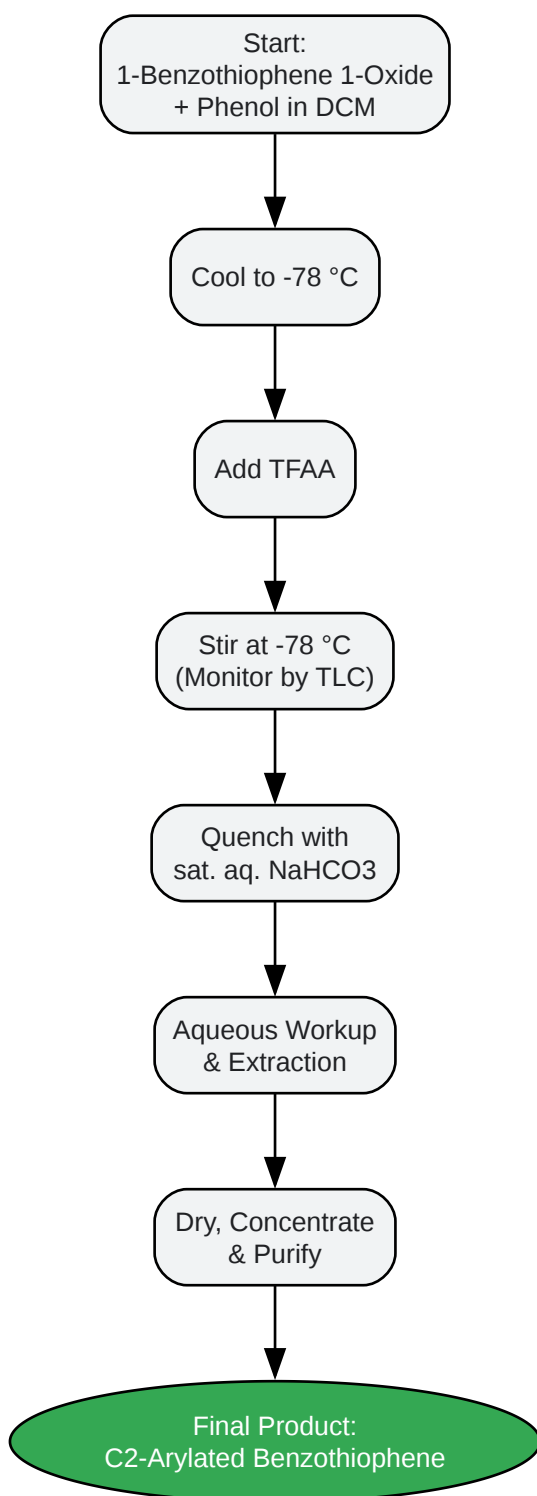 Start:
1-Benzothiophene 1-Oxide
+ Phenol in DCM
Cool to -78 °C
Add TFAA
Stir at -78 °C
(Monitor by TLC)
Quench with
sat. aq. NaHCO3
Aqueous Workup
& Extraction
Dry, Concentrate
& Purify
Final Product:
C2-Arylated Benzothiophene